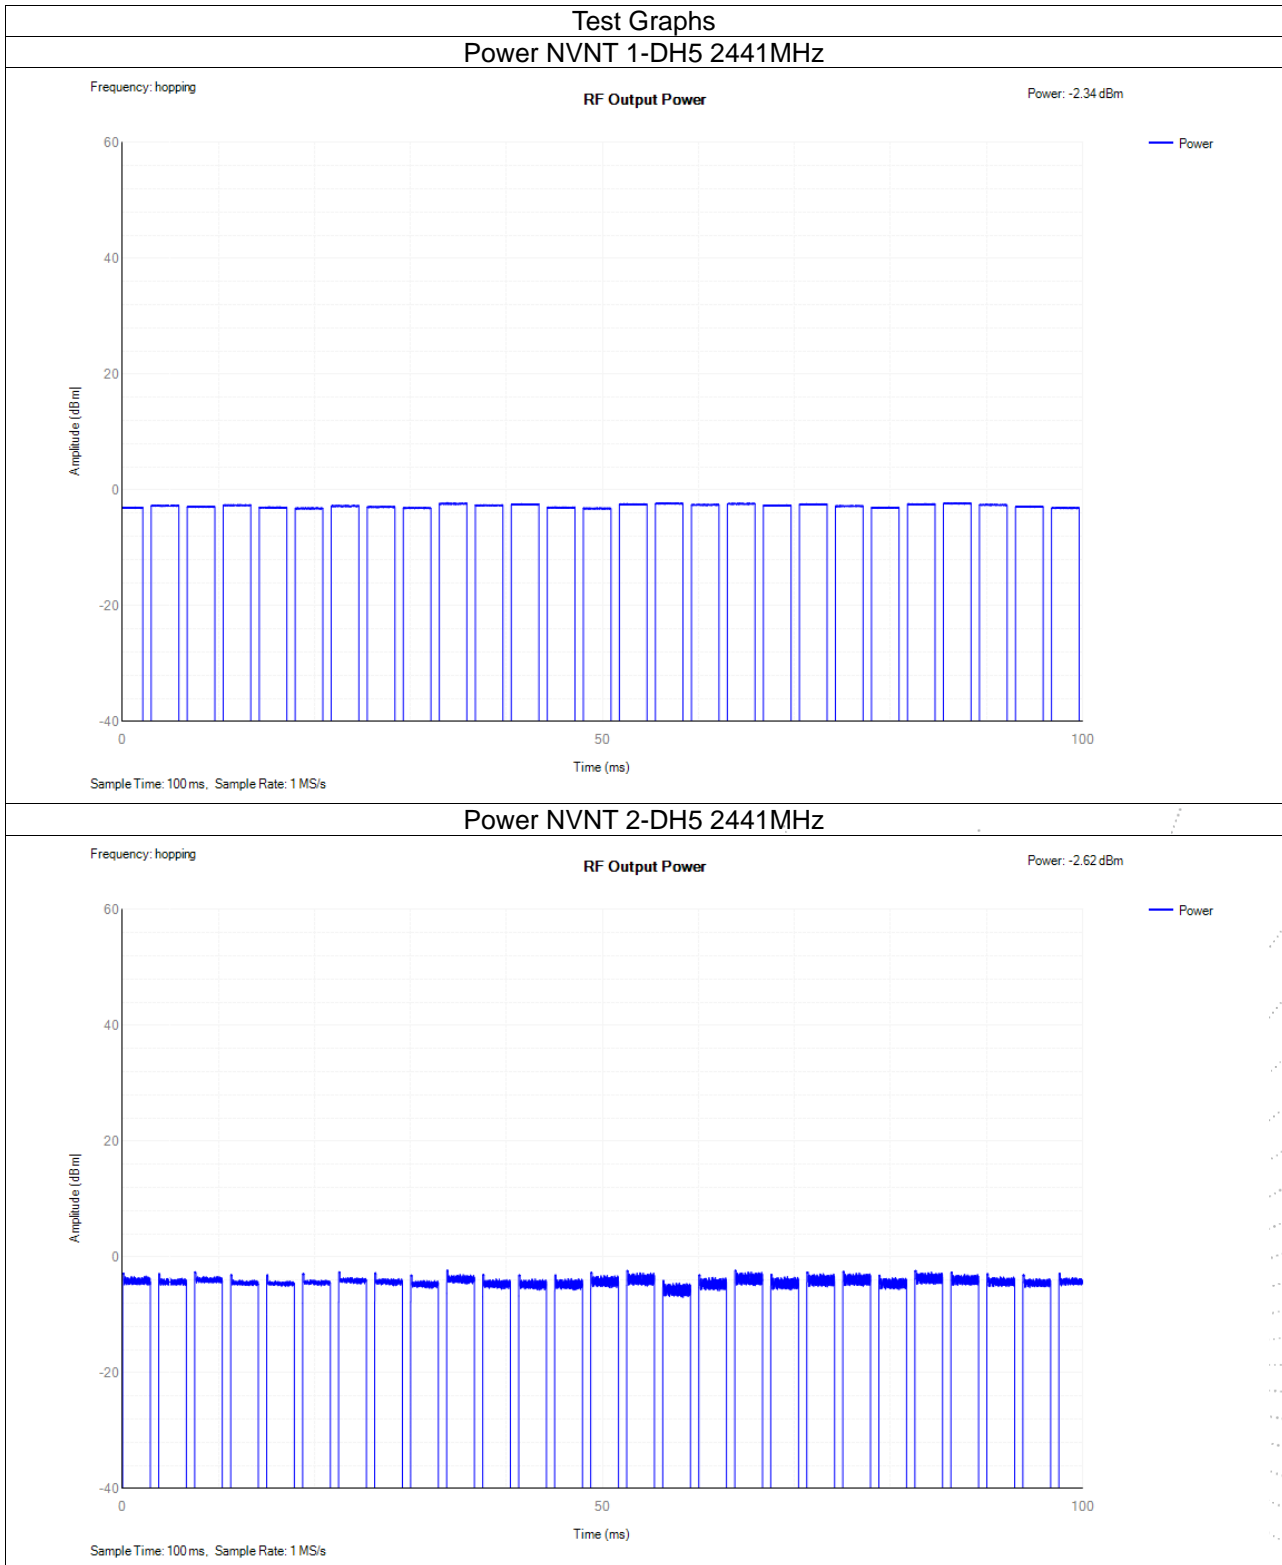 Test Graphs
Power NVNT 1-DH5 2441MHz
Frequency: hopping
RF Output Power
Power: -2.34 dBm
Power
60
40
20
0
-20
-40
Amplitude (dBm)
0
50
100
Time (ms)
Sample Time: 100 ms, Sample Rate: 1 MS/s
Power NVNT 2-DH5 2441MHz
Frequency: hopping
RF Output Power
Power: -2.62 dBm
Power
60
40
20
0
-20
-40
Amplitude (dBm)
0
50
100
Time (ms)
Sample Time: 100 ms, Sample Rate: 1 MS/s